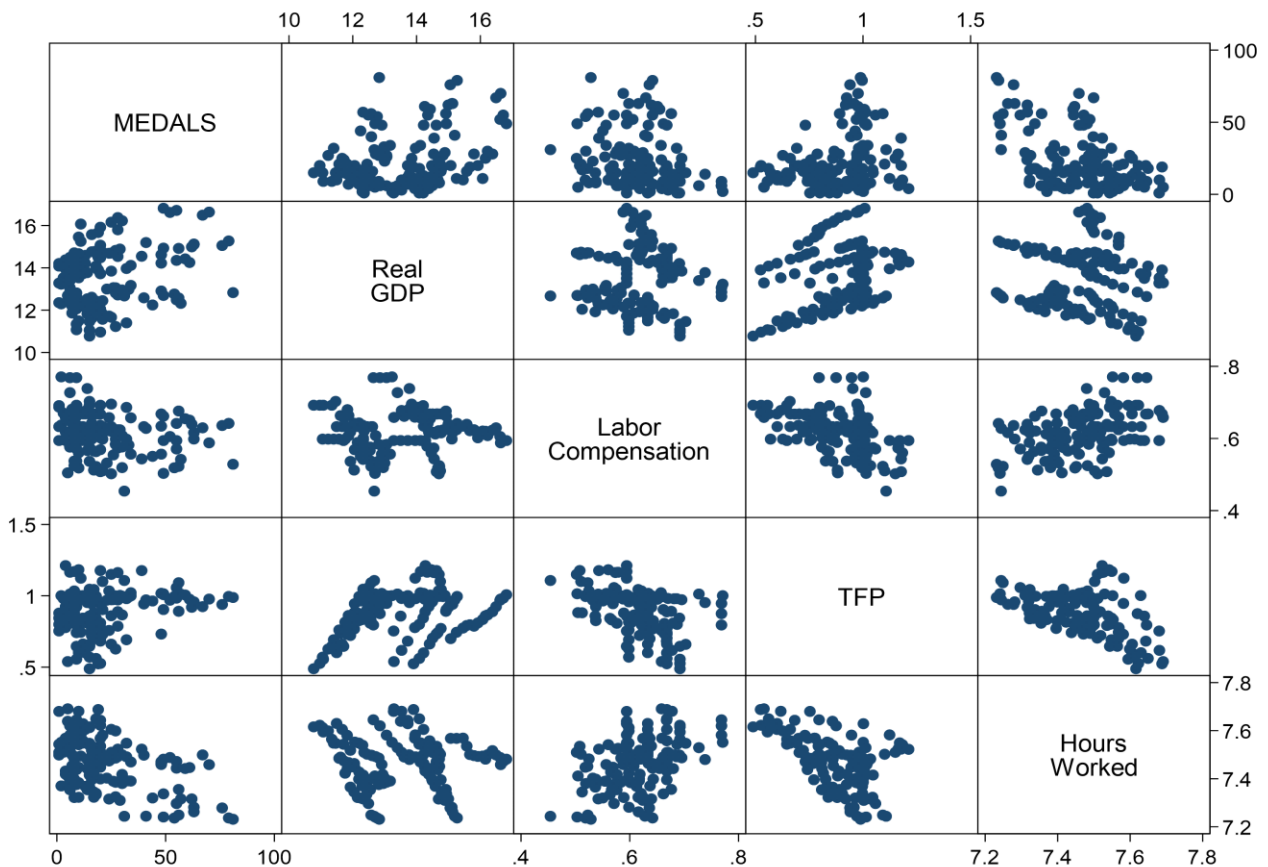 10 12 14 16 .5 1 1.5
MEDALS
0 50 100
10 12 14 16
Real
GDP
Labor
Compensation
.4 .6 .8
.5 1 1.5
TFP
Hours
Worked
7.2 7.4 7.6 7.8
0 50 100 .4 .6 .8 7.2 7.4 7.6 7.8